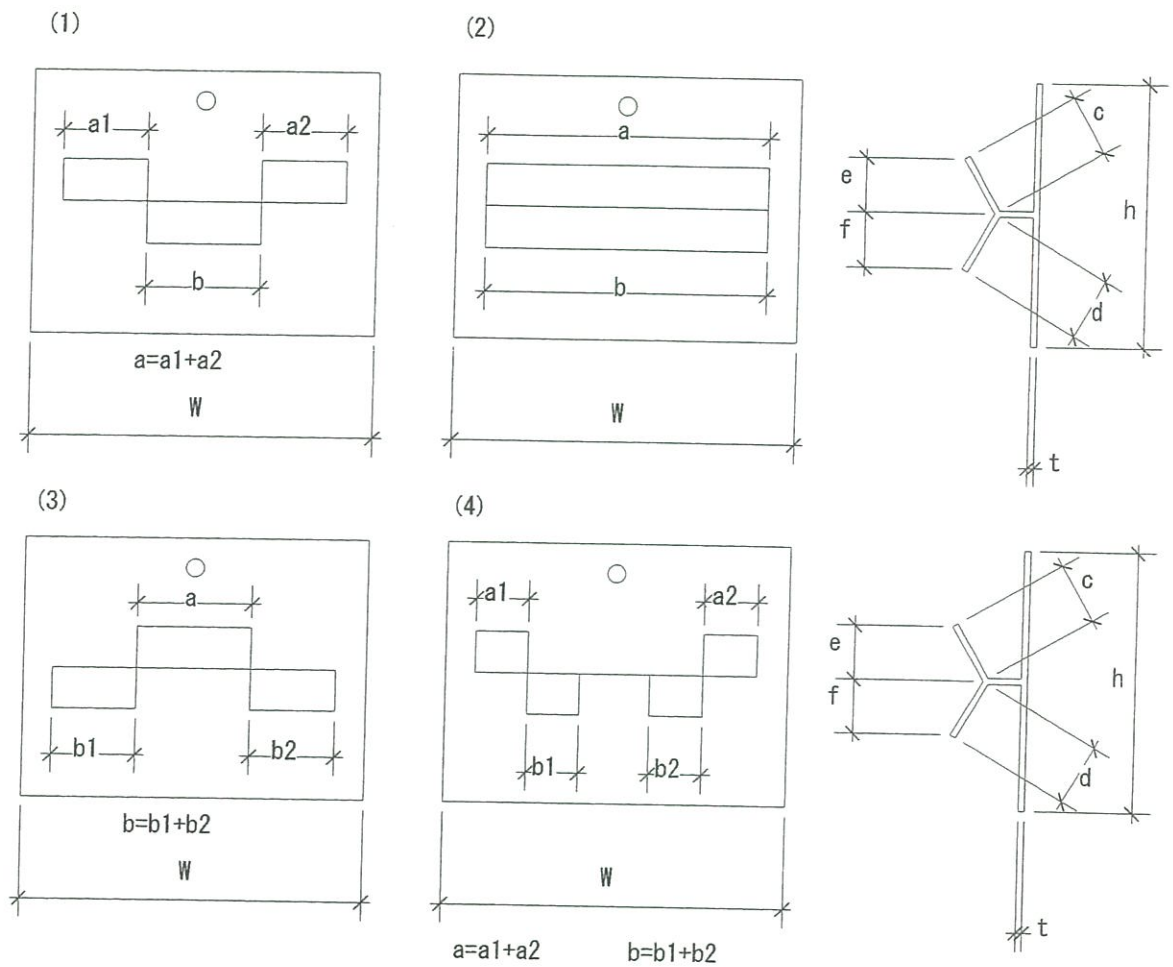 (1)
a1
a2
b
a=a1+a2
W
(2)
a
b
W
c
e
f
h
d
t
(3)
a
b1
b2
b=b1+b2
W
(4)
a1
a2
b1
b2
W
a=a1+a2 b=b1+b2
c
e
f
h
d
t